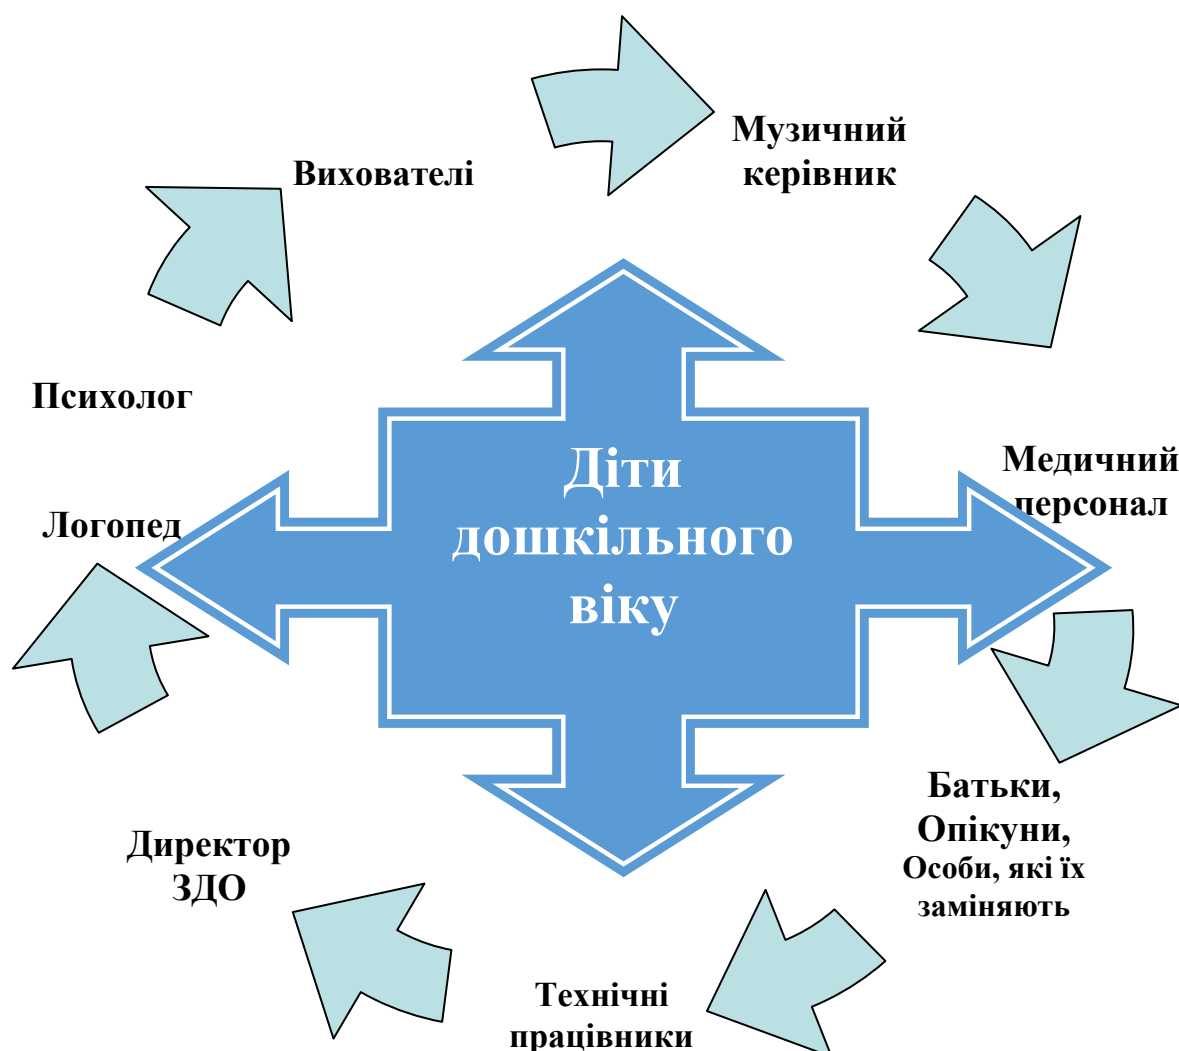 Музичний
керівник
Вихователі
Психолог
Діти
дошкільного
віку
Медичний
персонал
Логопед
Батьки,
Опікуни,
Особи, які їх
заміняють
Директор
ЗДО
Технічні
працівники